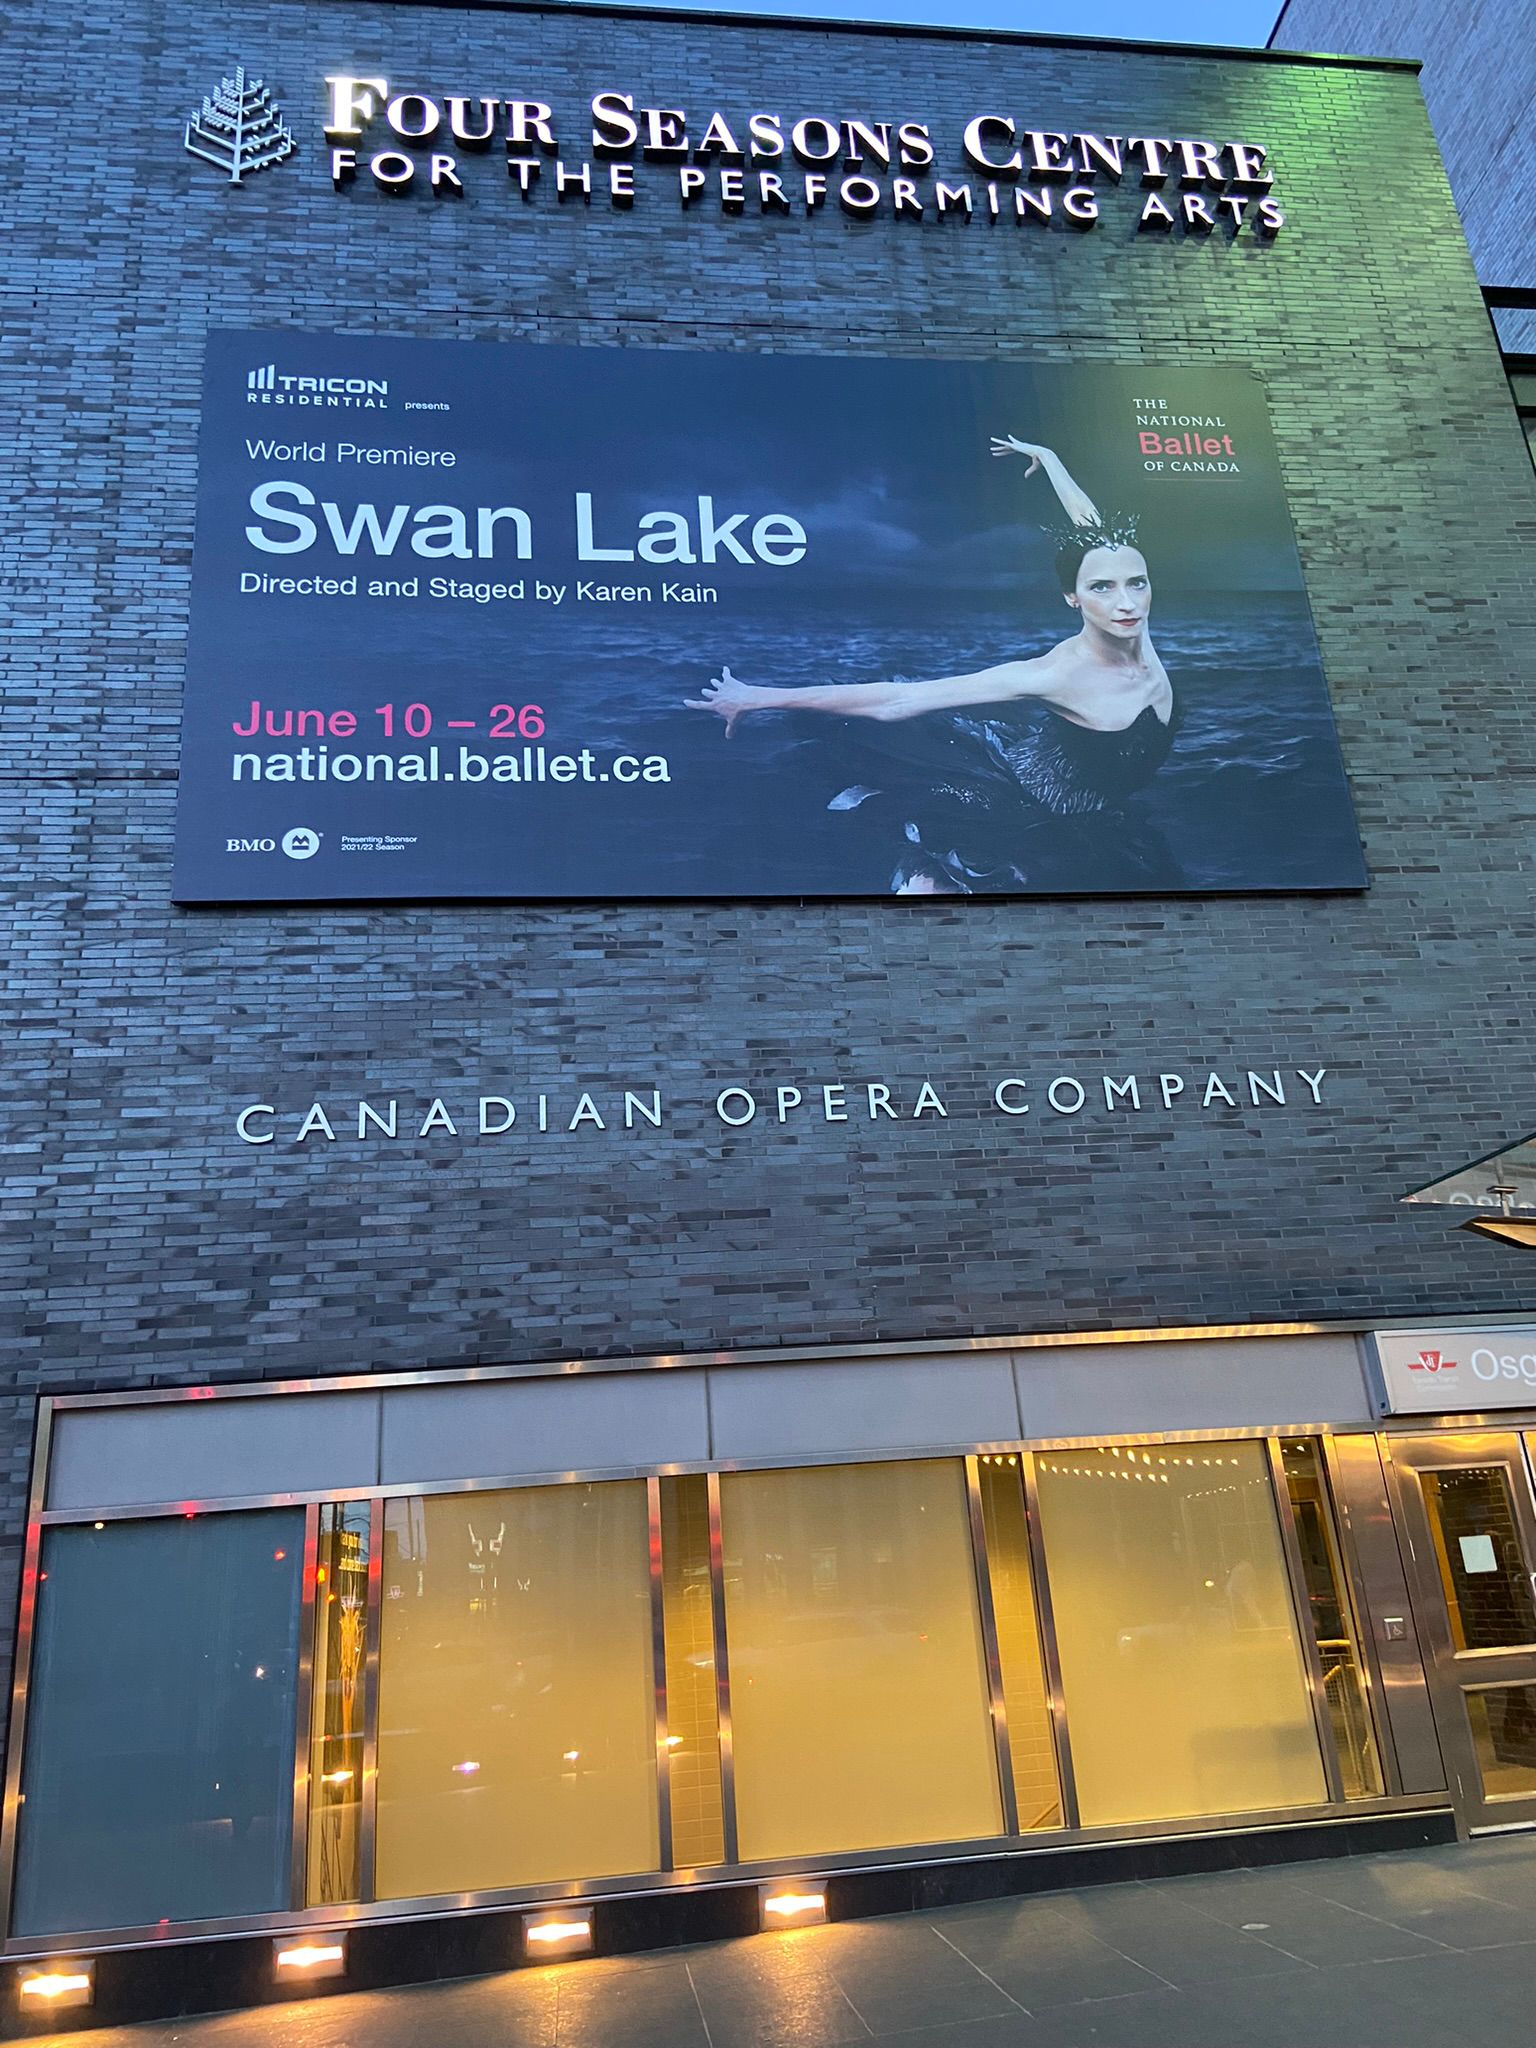 FOUR SEASONS CENTRE
FOR THE PERFORMING ARTS
TRICON
RESIDENTIAL presents
World Premiere
Swan Lake
Directed and Staged by Karen Kain
June 10 – 26
national.ballet.ca
BMO
Presenting Sponsor
2021/22 Season
THE
NATIONAL
Ballet
OF CANADA
CANADIAN OPERA COMPANY
Osg